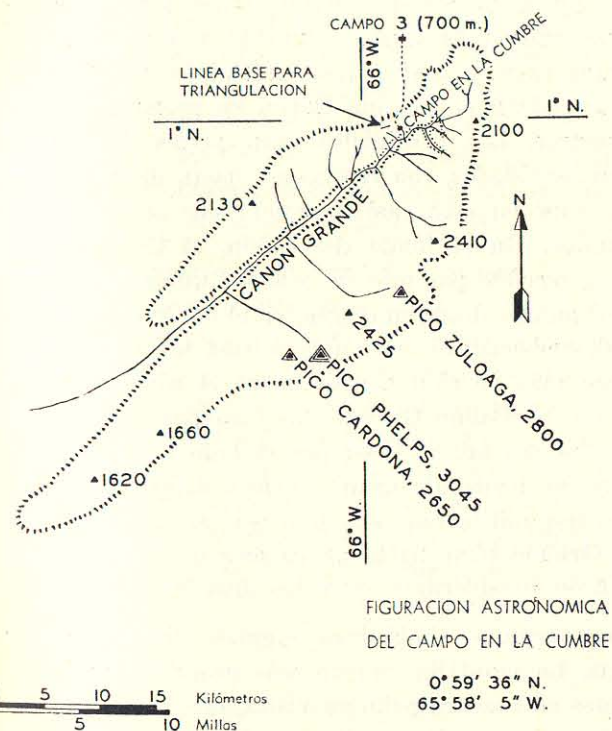 CAMPO 3 (700 m.)
66° W.
LINEA BASE PARA
TRIANGULACION
CAMPO EN LA CUMBRE
1° N.
1° N.
2100
2130
CANON GRANDE
2410
N
PICO ZULOAGA, 2800
2425
PICO PHELPS, 3045
PICO CARDONA, 2650
1660
1620
66° W.
FIGURACION ASTRONOMICA
DEL CAMPO EN LA CUMBRE
0° 59' 36" N.
65° 58' 5" W.
5 10 15 Kilómetros
5 10 Millas